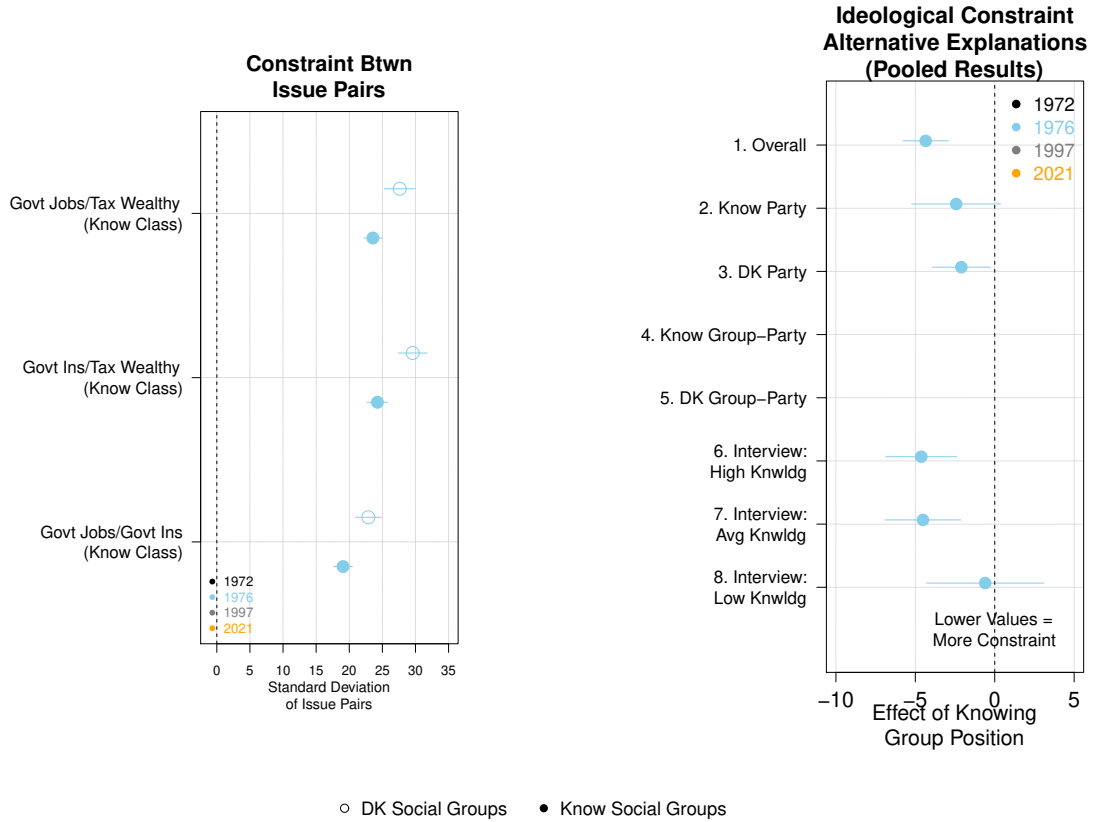 Constraint Btwn
Issue Pairs
Govt Jobs/Tax Wealthy
(Know Class)
Govt Ins/Tax Wealthy
(Know Class)
Govt Jobs/Govt Ins
(Know Class)
1972
1976
1997
2021
0 5 10 15 20 25 30 35
Standard Deviation
of Issue Pairs
Ideological Constraint
Alternative Explanations
(Pooled Results)
1972
1976
1997
2021
1. Overall
2. Know Party
3. DK Party
4. Know Group−Party
5. DK Group−Party
6. Interview:
High Knwldg
7. Interview:
Avg Knwldg
8. Interview:
Low Knwldg
Lower Values =
More Constraint
−10 −5 0 5
Effect of Knowing
Group Position
DK Social Groups Know Social Groups